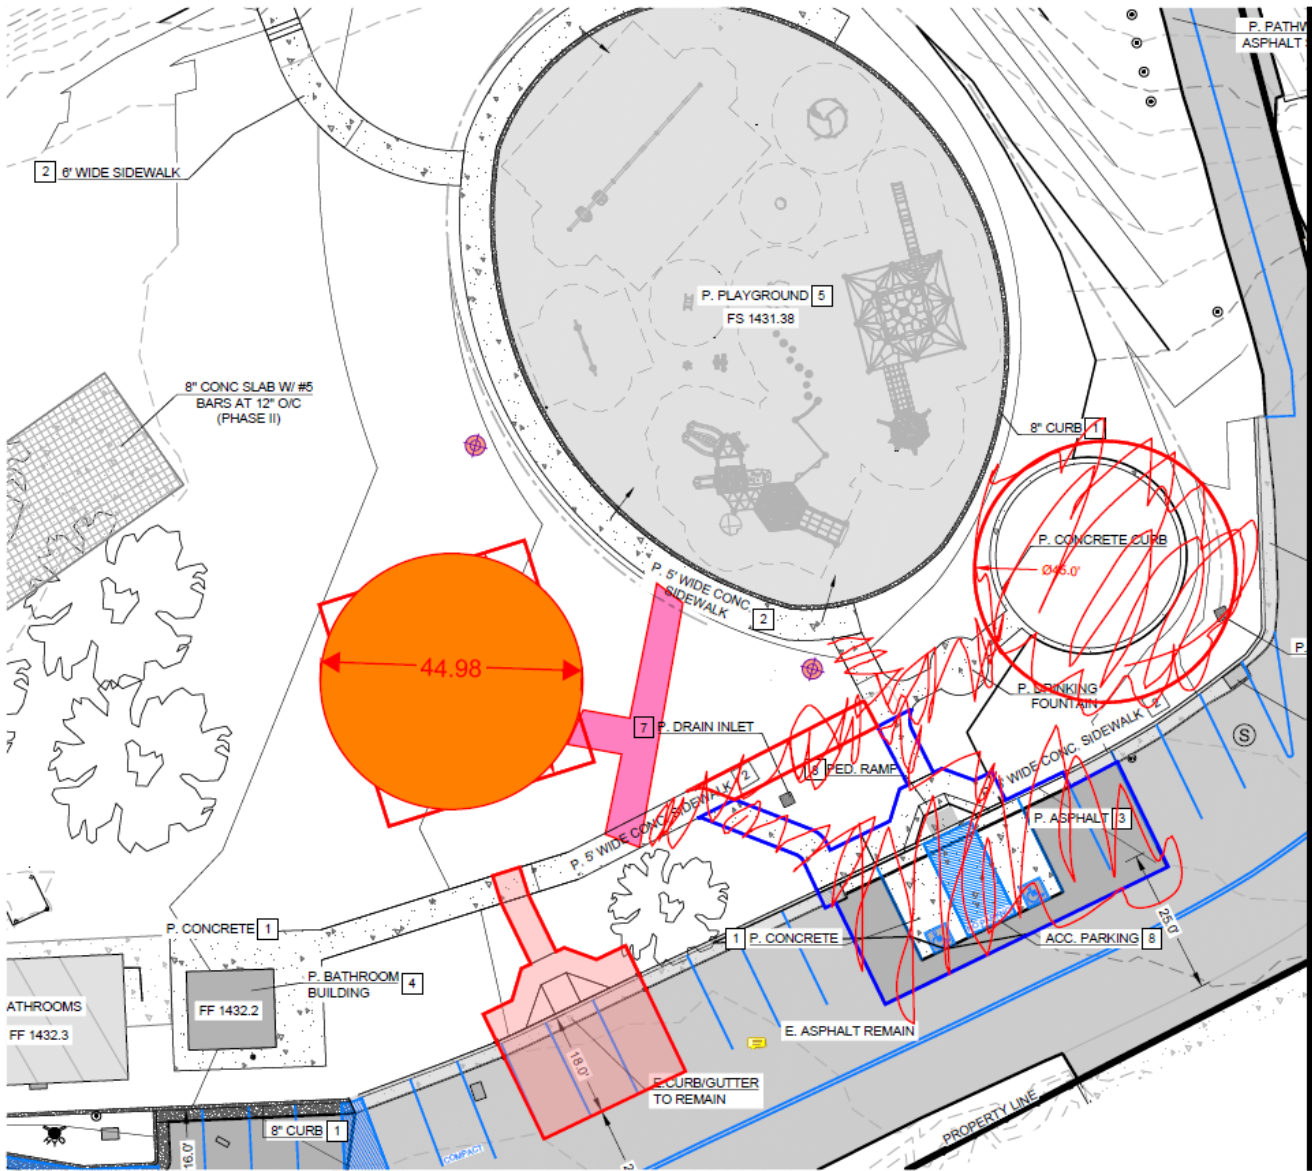 P. PATHW
ASPHALT
2 6' WIDE SIDEWALK
P. PLAYGROUND 5
FS 1431.38
8" CONC SLAB W/ #5
BARS AT 12" O/C
(PHASE II)
8" CURB 1
P. CONCRETE CURB
Ø45.0'
P. 5' WIDE CONC.
SIDEWALK
2
44.98
P.
P. DRINKING
FOUNTAIN
7 P. DRAIN INLET
WIDE CONC. SIDEWALK 2
S
8 PED. RAMP
P. 5' WIDE CONC. SIDEWALK 2
P. ASPHALT 3
P. CONCRETE 1
1 P. CONCRETE
ACC. PARKING 8
25.0'
P. BATHROOM
BUILDING
4
ATHROOMS
FF 1432.2
FF 1432.3
E. ASPHALT REMAIN
18.0'
E.CURB/GUTTER
TO REMAIN
PROPERTY LINE
8" CURB 1
16.0'
COMPACT
2